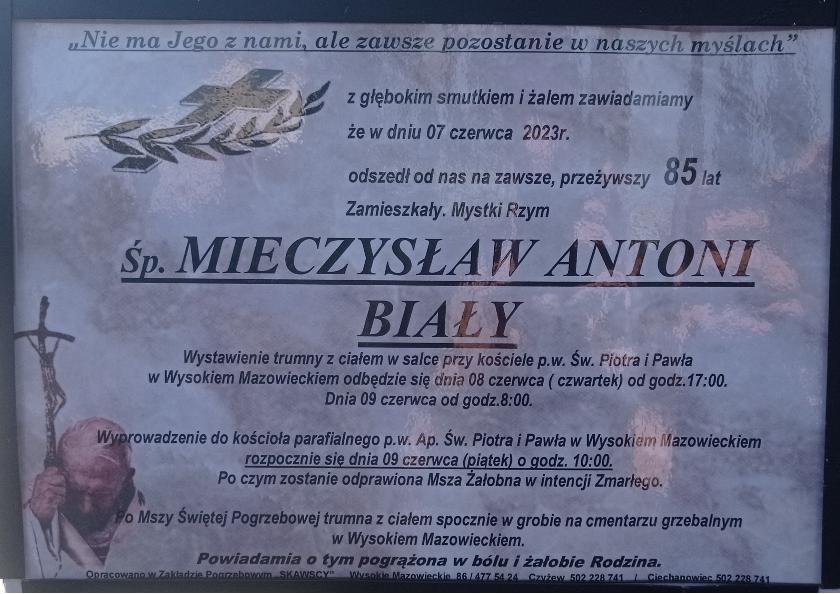 „Nie ma Jego z nami, ale zawsze pozostanie w naszych myślach”
z głębokim smutkiem i żalem zawiadamiamy
że w dniu 07 czerwca 2023r.
odszedł od nas na zawsze, przeżywszy 85 lat
Zamieszkały. Mystki Rzym
Śp. MIECZYSŁAW ANTONI
BIAŁY
Wystawienie trumny z ciałem w salce przy kościele p.w. Św. Piotra i Pawła
w Wysokiem Mazowieckiem odbędzie się dnia 08 czerwca ( czwartek) od godz.17:00.
Dnia 09 czerwca od godz.8:00.
Wyprowadzenie do kościoła parafialnego p.w. Ap. Św. Piotra i Pawła w Wysokiem Mazowieckiem
rozpocznie się dnia 09 czerwca (piątek) o godz. 10:00.
Po czym zostanie odprawiona Msza Żałobna w intencji Zmarłego.
Po Mszy Świętej Pogrzebowej trumna z ciałem spocznie w grobie na cmentarzu grzebalnym
w Wysokiem Mazowieckiem.
Powiadamia o tym pogrążona w bólu i żałobie Rodzina.
Opracowano w Zakładzie Pogrzebowym „SKAWSCY” Wysokie Mazowieckie 86 / 477 54 24 Czyżew 502 228 741 / Ciechanowiec 502 228 741